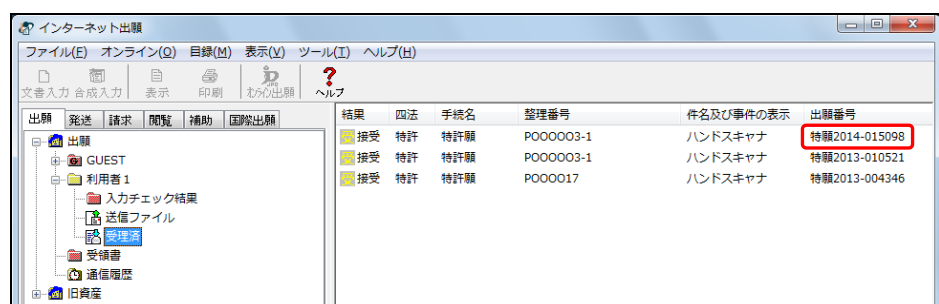 インターネット出願
ファイル(F) オンライン(O) 目録(M) 表示(V) ツール(T) ヘルプ(H)
文書入力 合成入力 表示 印刷 わらじ出願 ヘルプ
出願 発送 請求 閲覧 補助 国際出願
出願
GUEST
利用者1
入力チェック結果
送信ファイル
受理済
受領書
通信履歴
旧資産
結果 四法 手続名 整理番号 件名及び事件の表示 出願番号
接受 特許 特許願 P000003-1 ハンドスキャナ 特願2014-015098
接受 特許 特許願 P000003-1 ハンドスキャナ 特願2013-010521
接受 特許 特許願 P000017 ハンドスキャナ 特願2013-004346